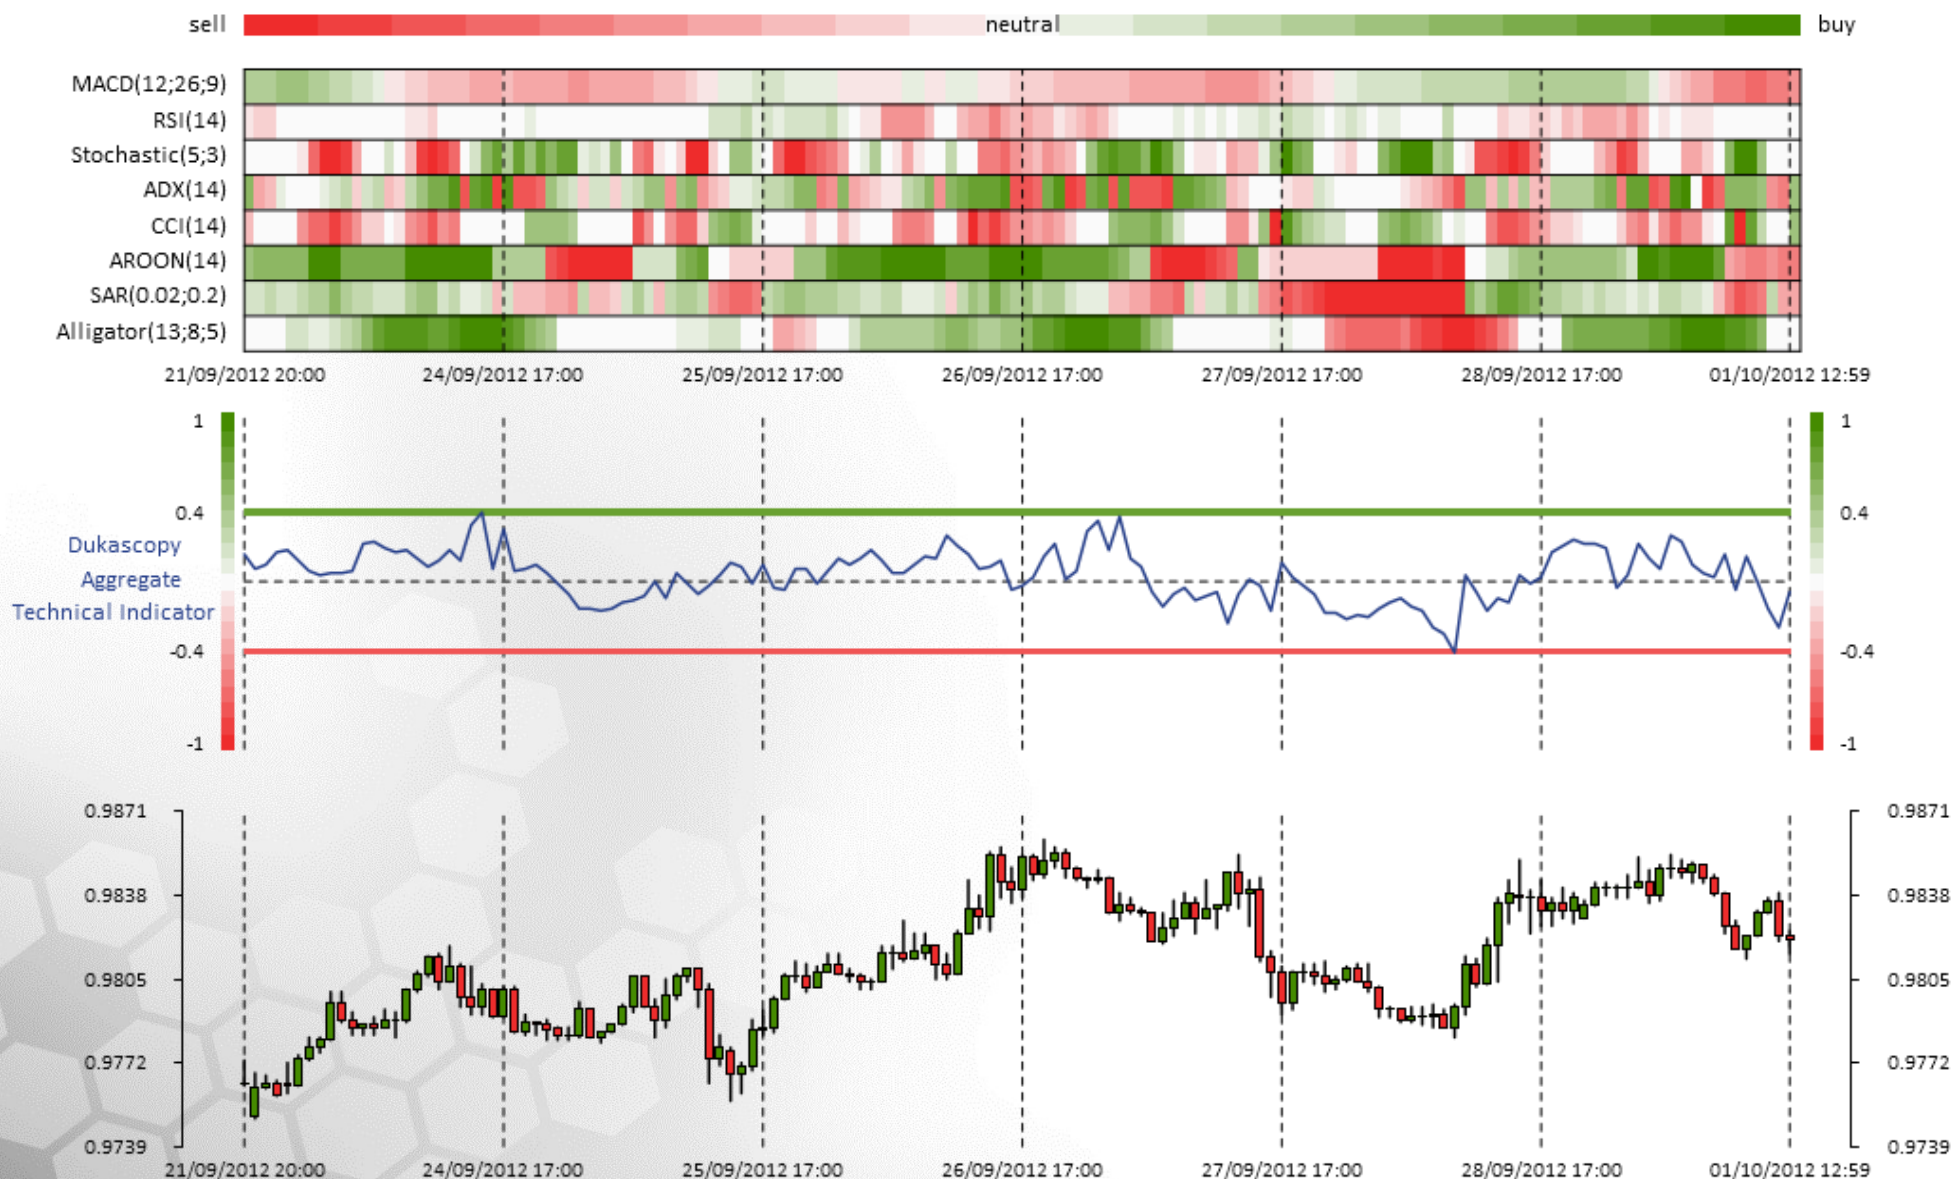 sell neutral buy
MACD(12;26;9)
RSI(14)
Stochastic(5;3)
ADX(14)
CCI(14)
AROON(14)
SAR(0.02;0.2)
Alligator(13;8;5)
21/09/2012 20:00 24/09/2012 17:00 25/09/2012 17:00 26/09/2012 17:00 27/09/2012 17:00 28/09/2012 17:00 01/10/2012 12:59
1 1
0.4 0.4
Dukascopy
Aggregate
Technical Indicator
-0.4 -0.4
-1 -1
0.9871 0.9871
0.9838 0.9838
0.9805 0.9805
0.9772 0.9772
0.9739 0.9739
21/09/2012 20:00 24/09/2012 17:00 25/09/2012 17:00 26/09/2012 17:00 27/09/2012 17:00 28/09/2012 17:00 01/10/2012 12:59